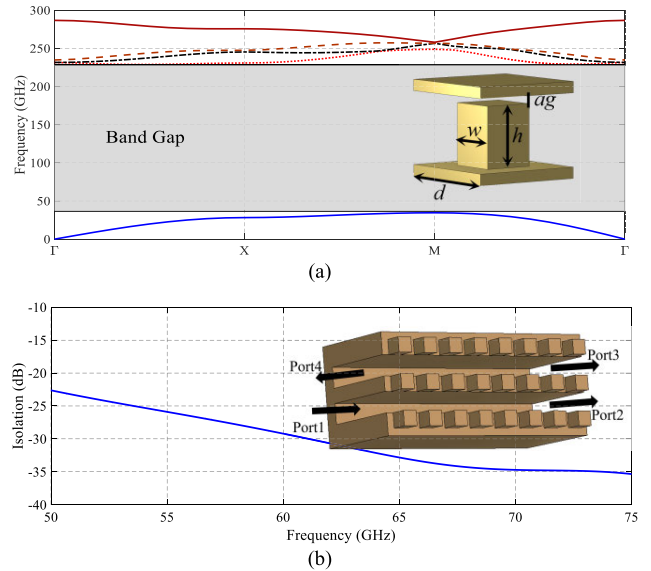 300
250
200
150
100
50
0
Frequency (GHz)
Band Gap
ag
w
h
d
Γ X M Γ
(a)
-10
-15
-20
-25
-30
-35
-40
Isolation (dB)
Port4
Port3
Port1
Port2
50 55 60 65 70 75
Frequency (GHz)
(b)